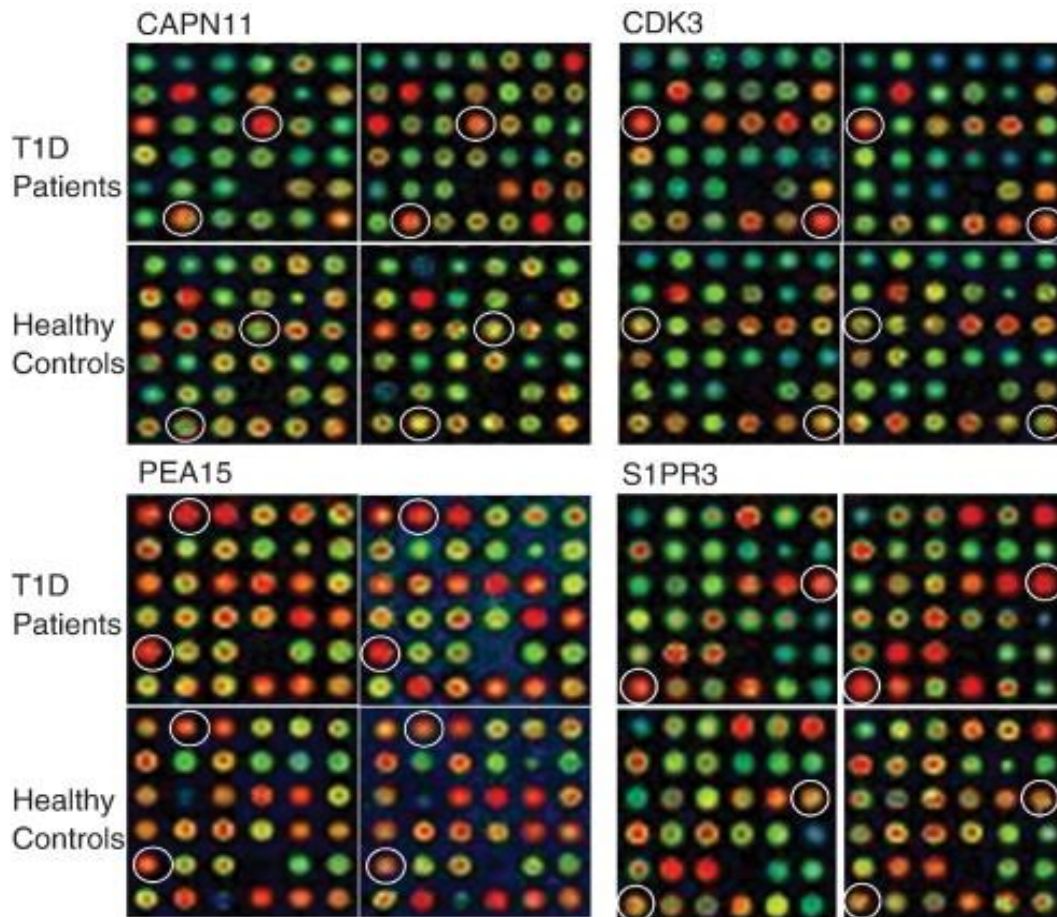 CAPN11
CDK3
T1D
Patients
Healthy
Controls
PEA15
S1PR3
T1D
Patients
Healthy
Controls